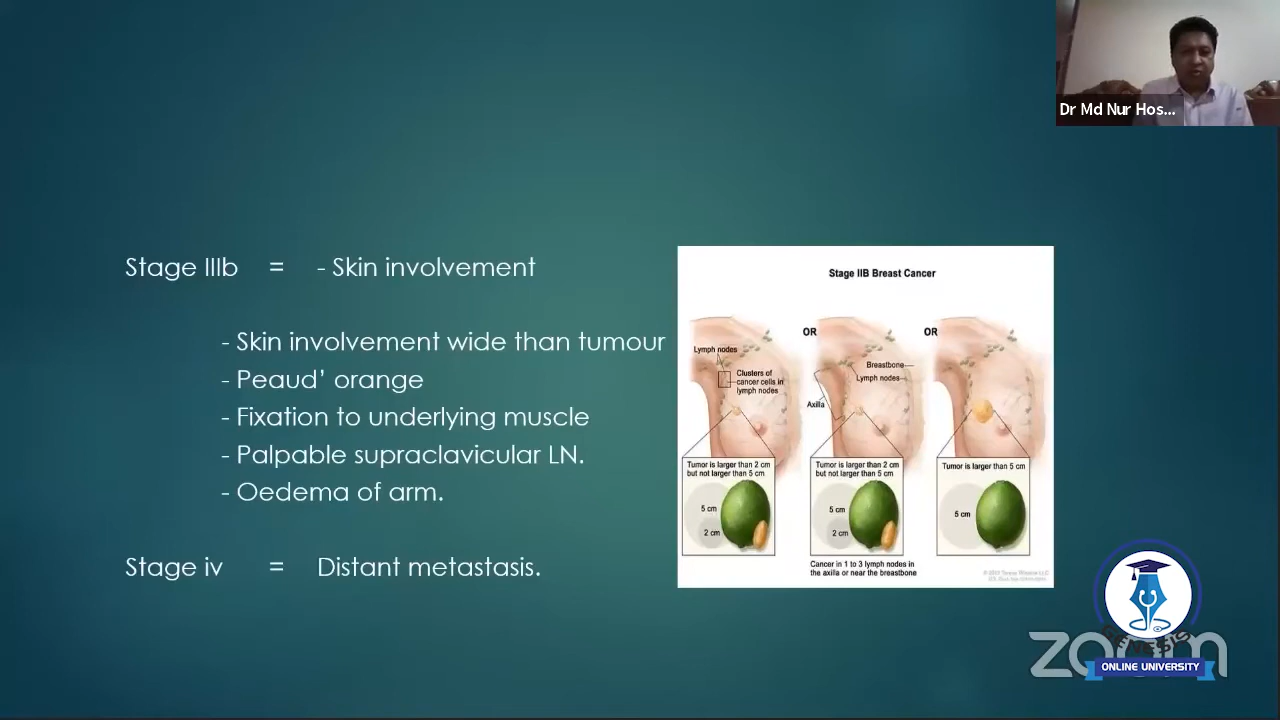 Dr Md Nur Hos...
Stage IIIb = - Skin involvement
- Skin involvement wide than tumour
- Peaud’ orange
- Fixation to underlying muscle
- Palpable supraclavicular LN.
- Oedema of arm.
Stage iv = Distant metastasis.
Stage IIB Breast Cancer
OR
OR
Lymph nodes
Clusters of
cancer cells in
lymph nodes
Breastbone
Lymph nodes
Axilla
Tumor is larger than 2 cm
but not larger than 5 cm
5 cm
2 cm
Tumor is larger than 2 cm
but not larger than 5 cm
5 cm
2 cm
Cancer in 1 to 3 lymph nodes in
the axilla or near the breastbone
Tumor is larger than 5 cm
5 cm
zoom
GENESIS
ONLINE UNIVERSITY